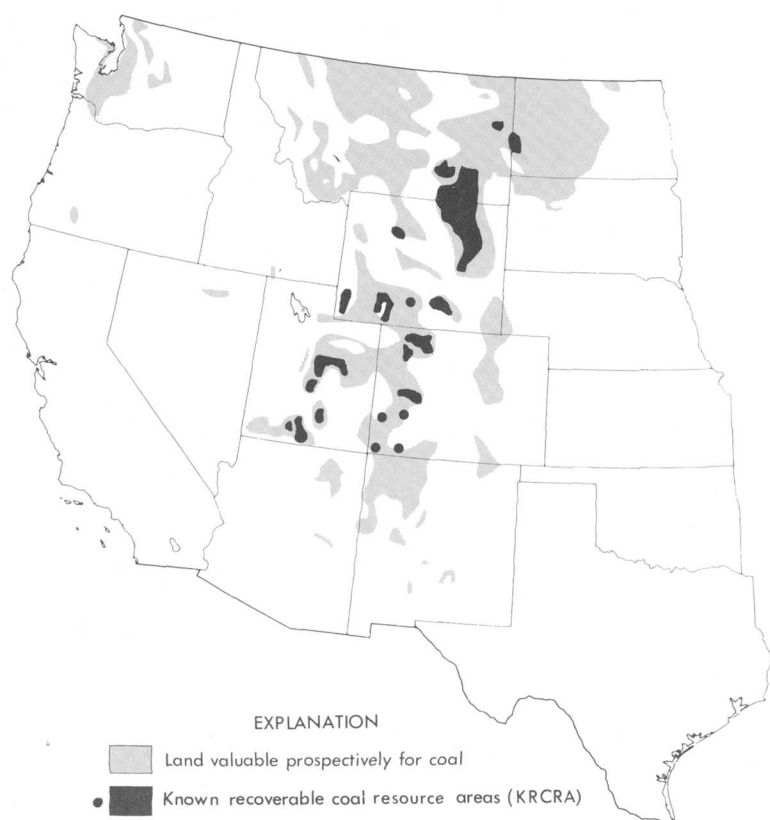 EXPLANATION
Land valuable prospectively for coal
Known recoverable coal resource areas (KRCRA)